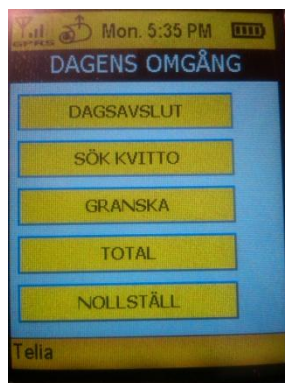 GPRS
Mon. 5:35 PM
DAGENS OMGÅNG
DAGSAVSLUT
SÖK KVITTO
GRANSKA
TOTAL
NOLLSTÄLL
Telia